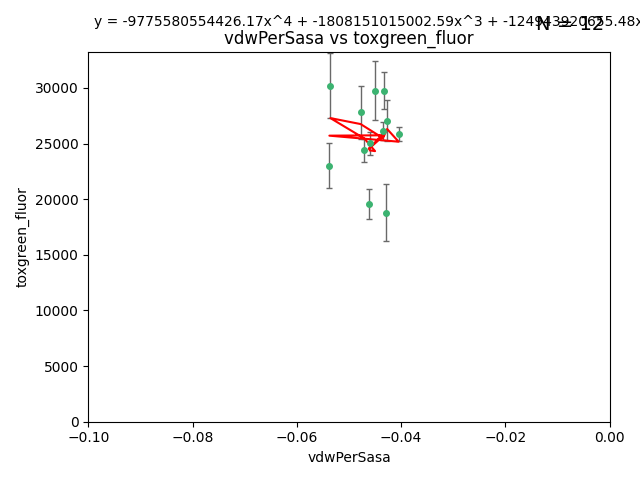 y = -9775580554426.17x^4 + -1808151015002.59x^3 +
N = 12
vdwPerSasa vs toxgreen_fluor
30000
25000
20000
15000
10000
5000
0
toxgreen_fluor
−0.10
−0.08
−0.06
−0.04
−0.02
0.00
vdwPerSasa